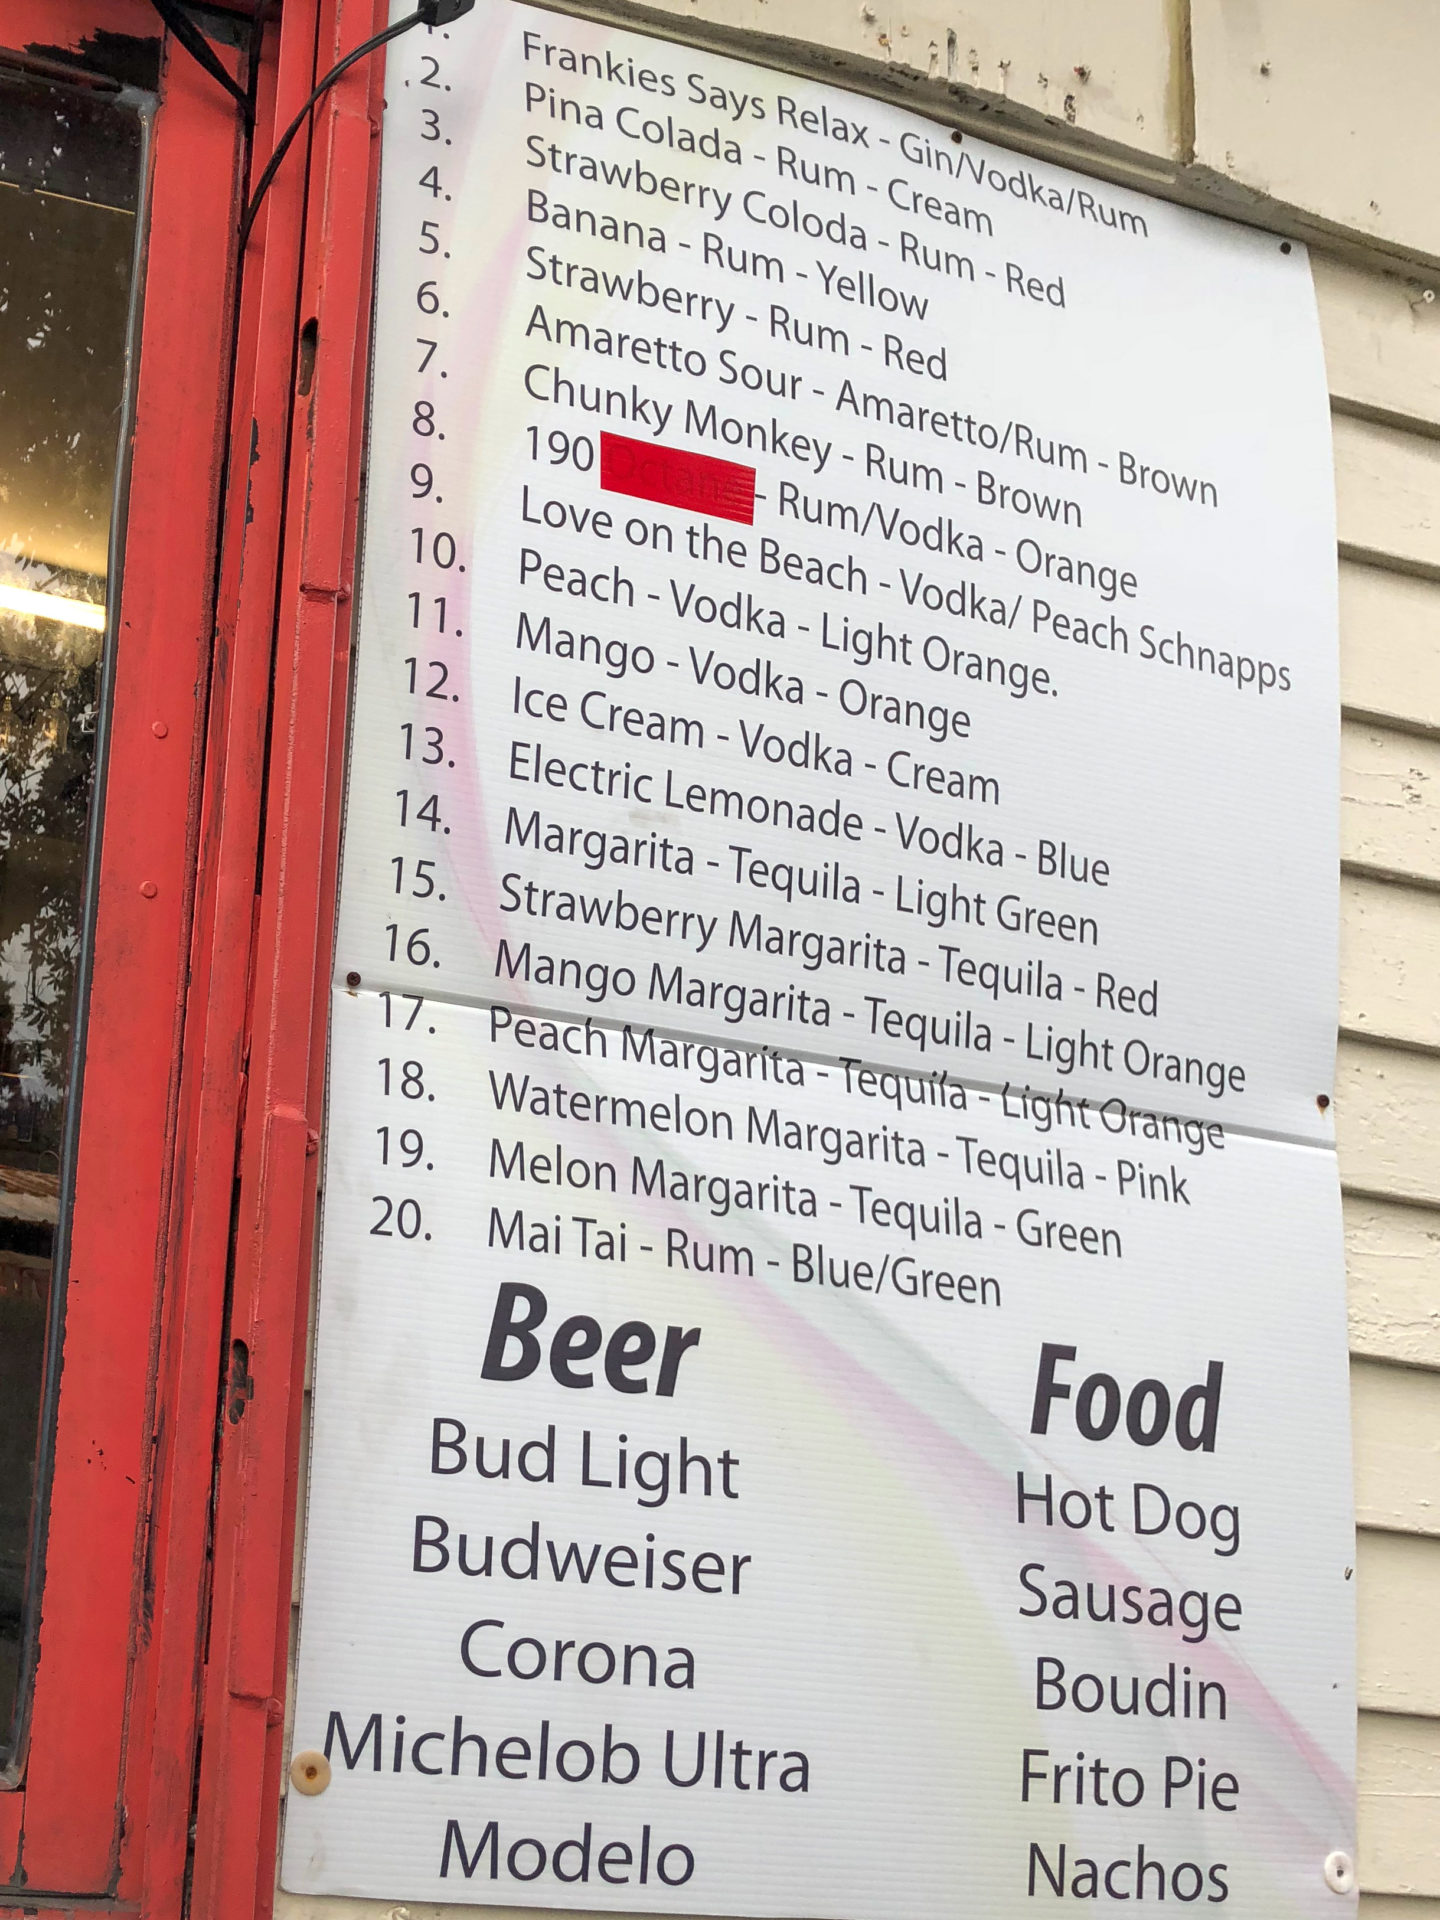 1. Frankies Says Relax - Gin/Vodka/Rum
2. Pina Colada - Rum - Cream
3. Strawberry Coloda - Rum - Red
4. Banana - Rum - Yellow
5. Strawberry - Rum - Red
6. Amaretto Sour - Amaretto/Rum - Brown
7. Chunky Monkey - Rum - Brown
8. 190 - Rum/Vodka - Orange
9. Love on the Beach - Vodka/ Peach Schnapps
10. Peach - Vodka - Light Orange.
11. Mango - Vodka - Orange
12. Ice Cream - Vodka - Cream
13. Electric Lemonade - Vodka - Blue
14. Margarita - Tequila - Light Green
15. Strawberry Margarita - Tequila - Red
16. Mango Margarita - Tequila - Light Orange
17. Peach Margarita - Tequila - Light Orange
18. Watermelon Margarita - Tequila - Pink
19. Melon Margarita - Tequila - Green
20. Mai Tai - Rum - Blue/Green
Beer
Bud Light
Budweiser
Corona
Michelob Ultra
Modelo
Food
Hot Dog
Sausage
Boudin
Frito Pie
Nachos